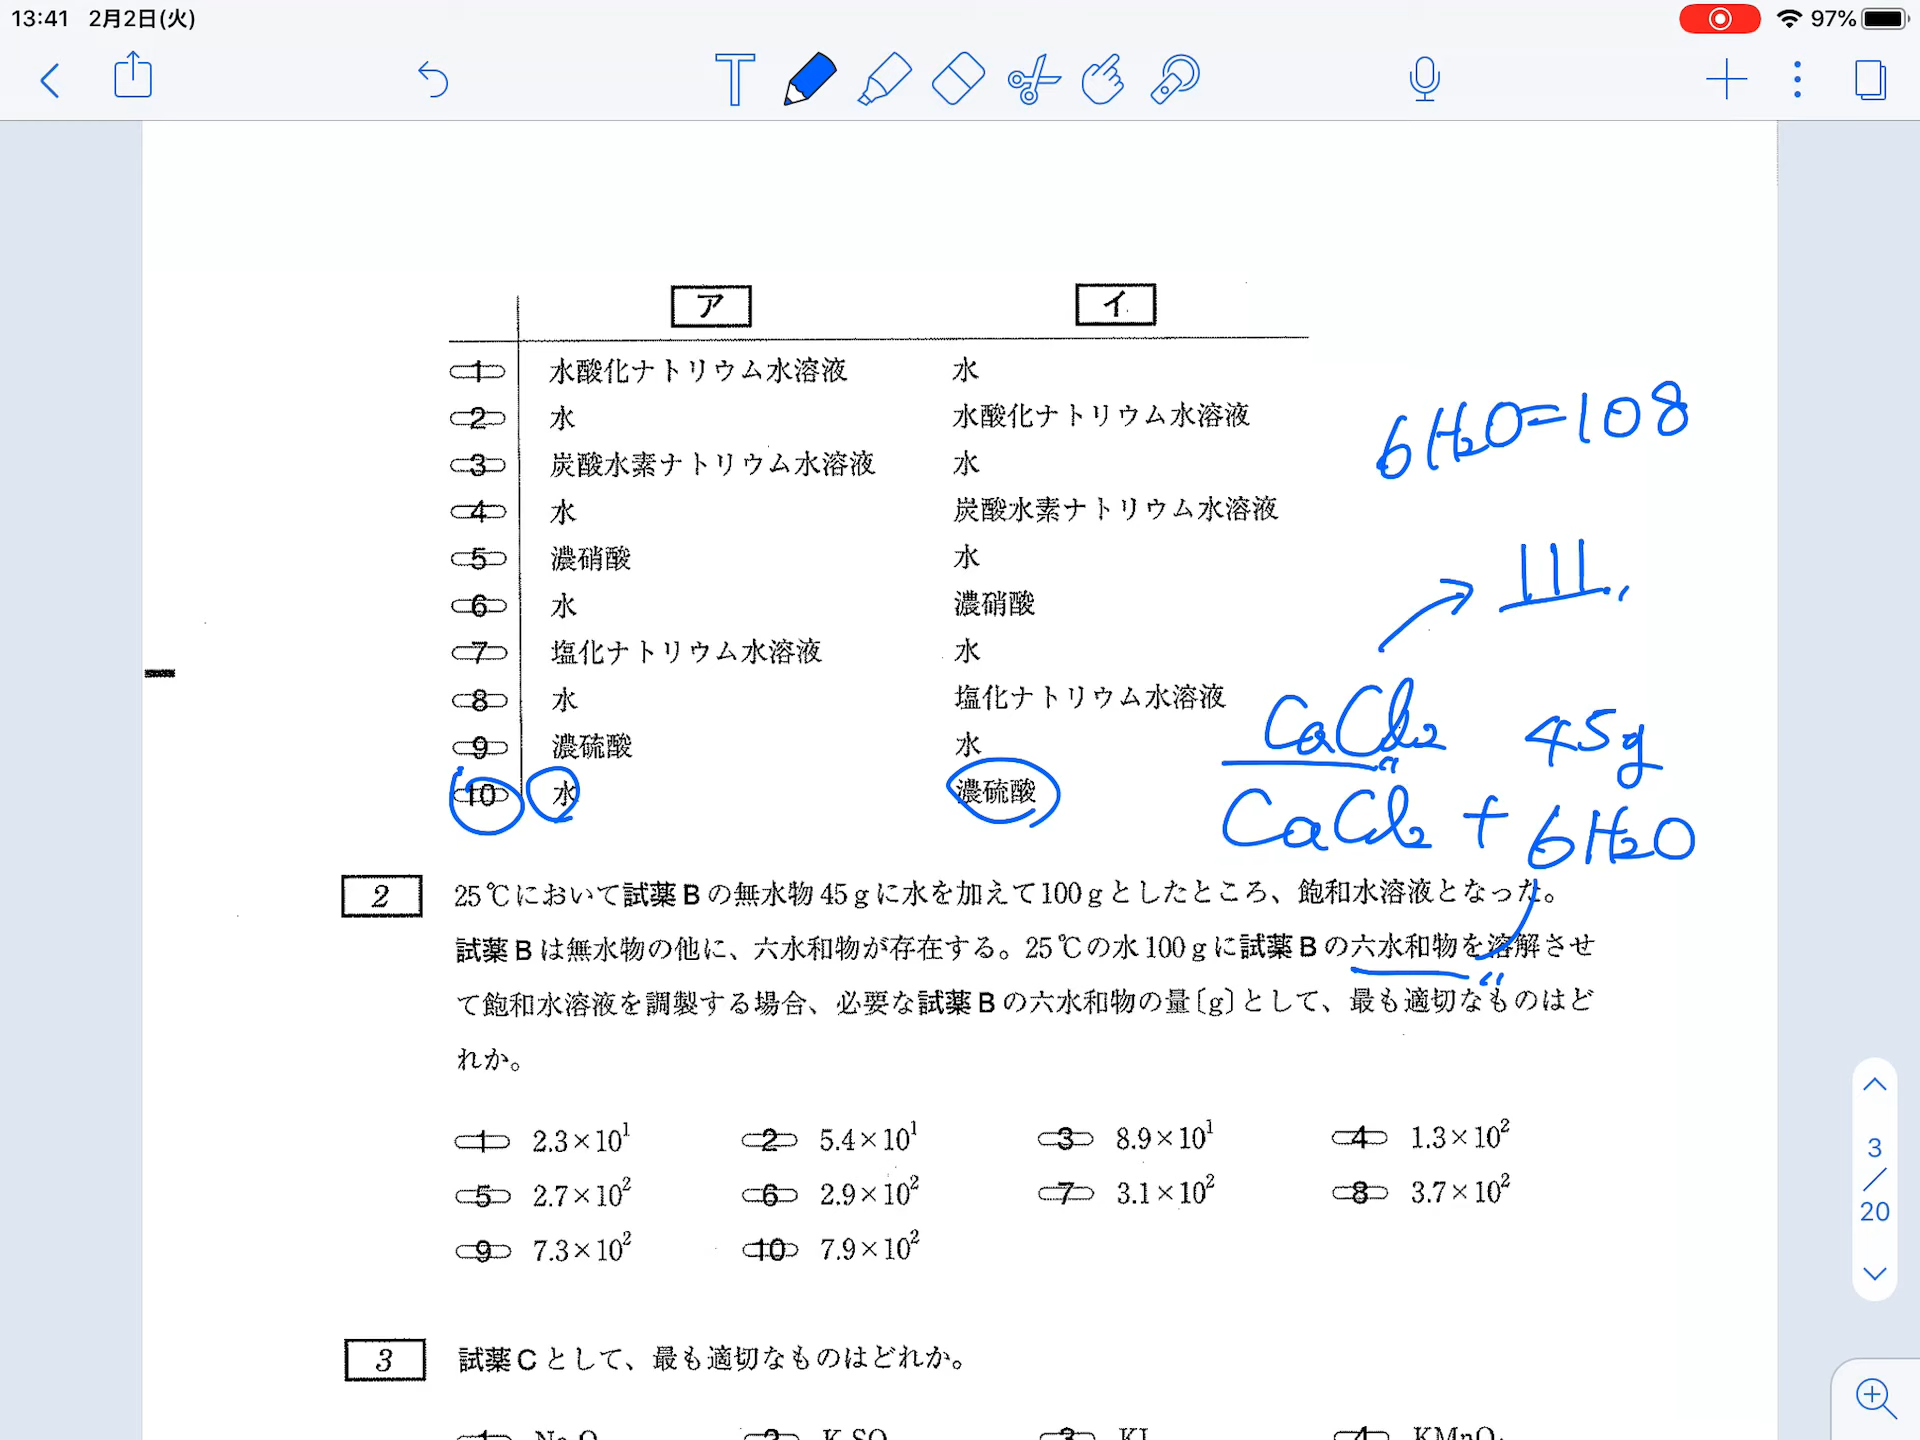 13:41 2月2日(火) 97%
ア イ
1 水酸化ナトリウム水溶液 水
2 水 水酸化ナトリウム水溶液
6H₂O=108
3 炭酸水素ナトリウム水溶液 水
4 水 炭酸水素ナトリウム水溶液
5 濃硝酸 水
111
6 水 濃硝酸
7 塩化ナトリウム水溶液 水
8 水 塩化ナトリウム水溶液
CaCl₂ 45g
9 濃硫酸 水
10 水 濃硫酸
CaCl₂ + 6H₂O
2 25℃において試薬Bの無水物45gに水を加えて100gとしたところ、飽和水溶液となった。
試薬Bは無水物の他に、六水和物が存在する。25℃の水100gに試薬Bの六水和物を溶解させ
て飽和水溶液を調製する場合、必要な試薬Bの六水和物の量〔g〕として、最も適切なものはど
れか。
1 2.3×10¹ 2 5.4×10¹ 3 8.9×10¹ 4 1.3×10²
5 2.7×10² 6 2.9×10² 7 3.1×10² 8 3.7×10²
9 7.3×10² 10 7.9×10²
3
/
20
3 試薬Cとして、最も適切なものはどれか。
1 2 3 KI 4 KMnO₄